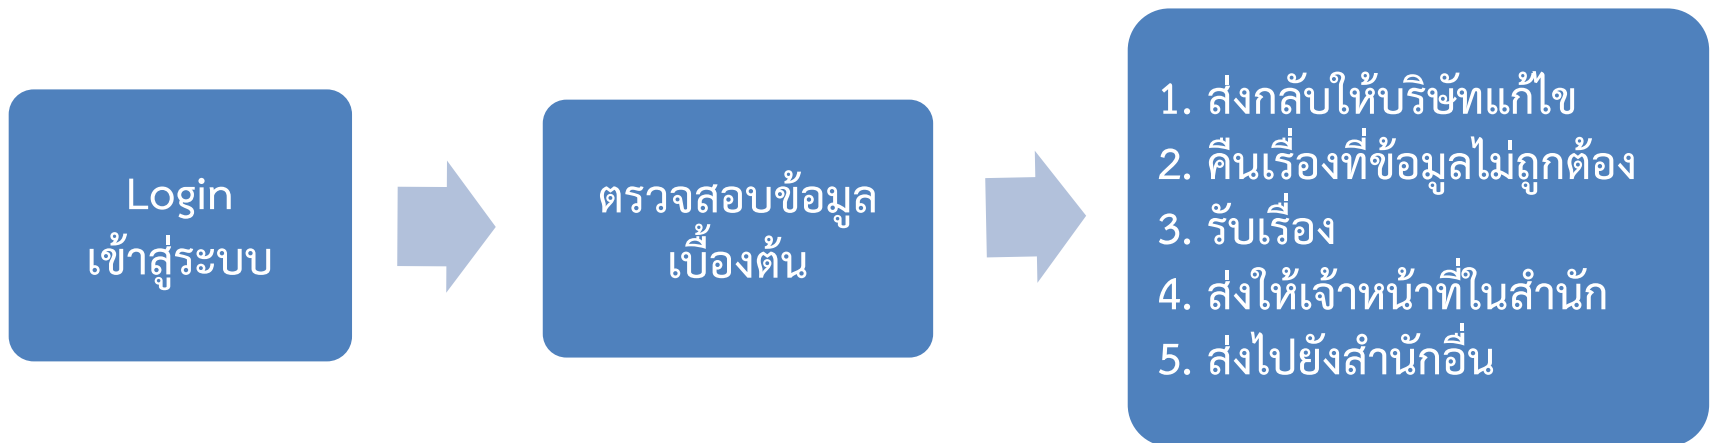 Login
เข้าสู่ระบบ
ตรวจสอบข้อมูล
เบื้องต้น
1. ส่งกลับให้บริษัทแก้ไข
2. คืนเรื่องที่ข้อมูลไม่ถูกต้อง
3. รับเรื่อง
4. ส่งให้เจ้าหน้าที่ในสำนัก
5. ส่งไปยังสำนักอื่น